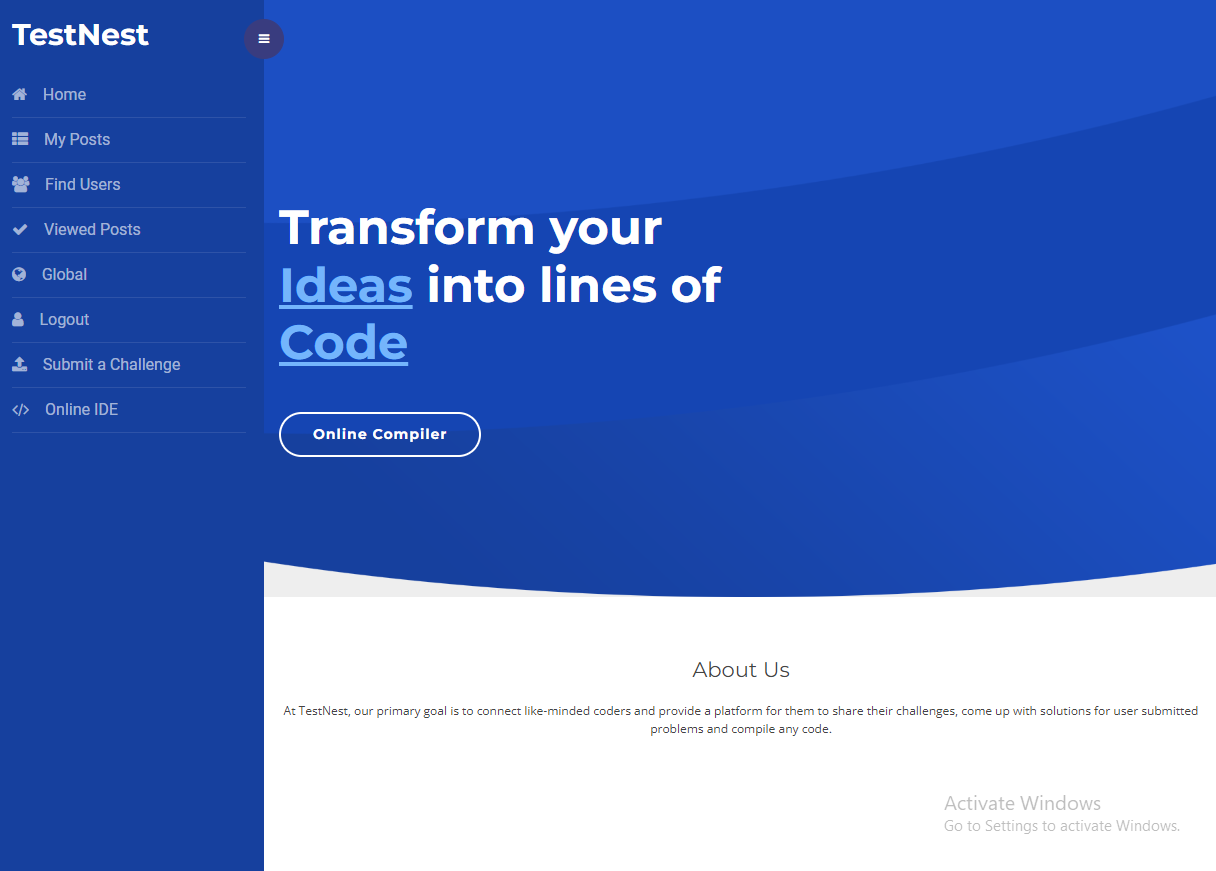 TestNest
Home
My Posts
Find Users
Viewed Posts
Global
Logout
Submit a Challenge
Online IDE
Transform your
Ideas into lines of
Code
Online Compiler
About Us
At TestNest, our primary goal is to connect like-minded coders and provide a platform for them to share their challenges, come up with solutions for user submitted
problems and compile any code.
Activate Windows
Go to Settings to activate Windows.